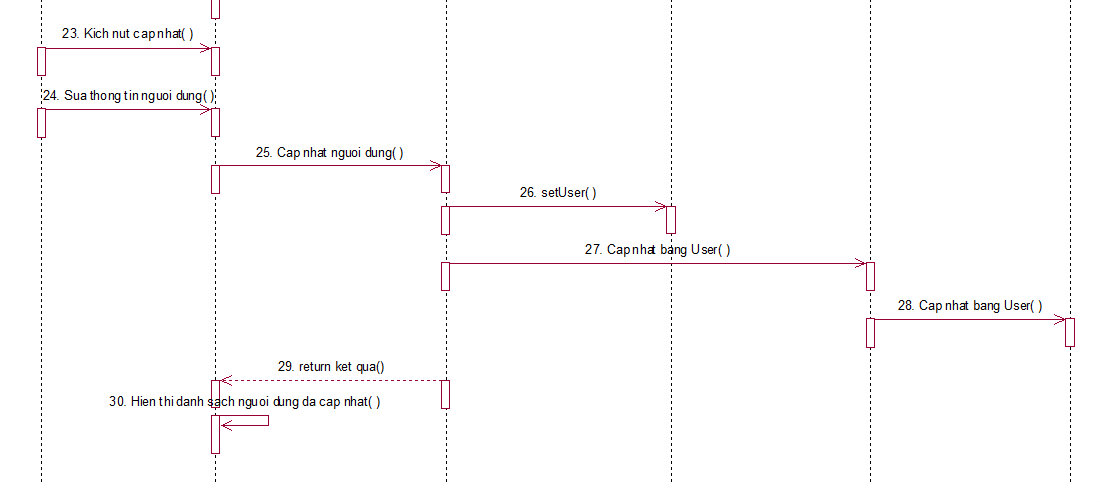 23. Kich nut cap nhat( )
24. Sua thong tin nguoi dung( )
25. Cap nhat nguoi dung( )
26. setUser( )
27. Cap nhat bang User( )
28. Cap nhat bang User( )
29. return ket qua()
30. Hien thi danh sach nguoi dung da cap nhat( )